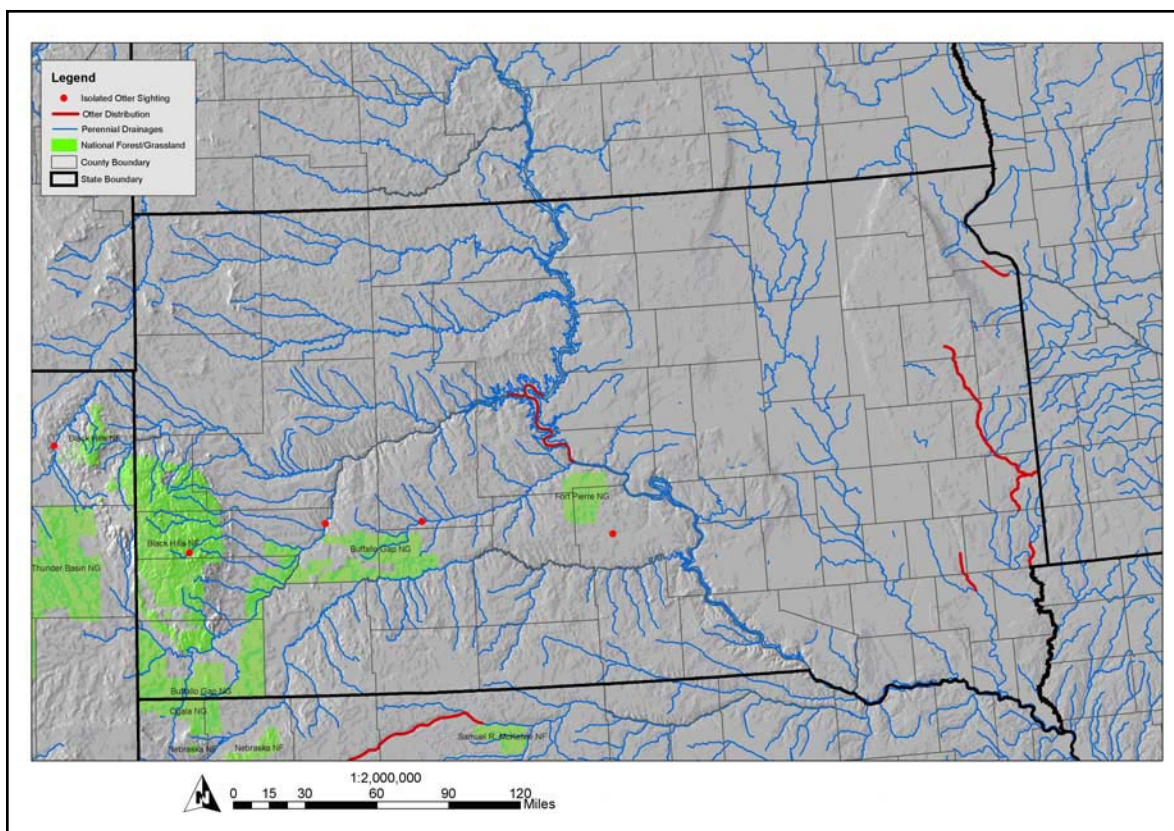 Legend
Isolated Otter Sighting
Otter Distribution
Perennial Drainages
National Forest/Grassland
County Boundary
State Boundary
Black Hills NF
Fort Pierre NG
Black Hills NF
Buffalo Gap NG
Thunder Basin NG
Buffalo Gap NG
Oglala NG
Nebraska NF
Nebraska NF
Samuel R. McKelvie NF
1:2,000,000
N
0 15 30 60 90 120
Miles